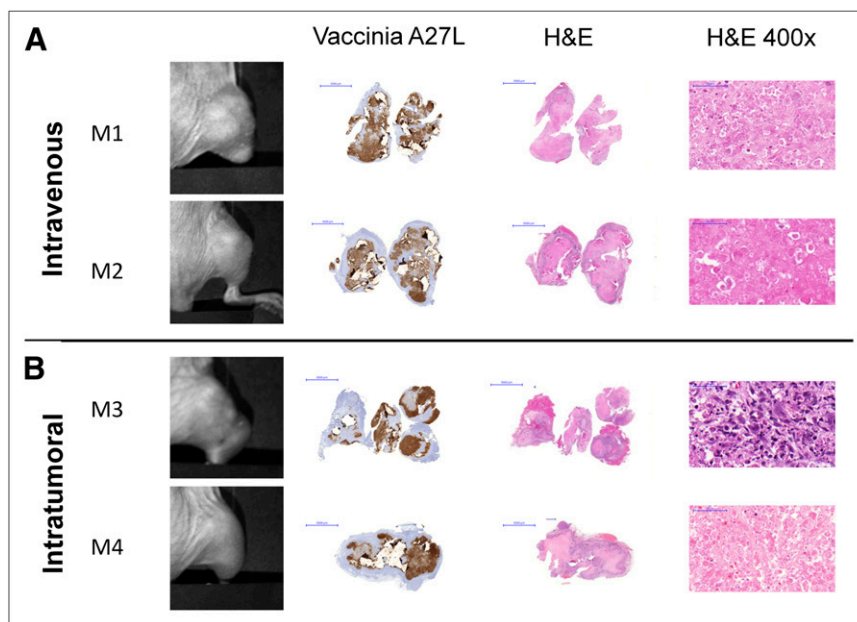 A
Vaccinia A27L
H&E
H&E 400x
Intravenous
M1
M2
B
Intratumoral
M3
M4